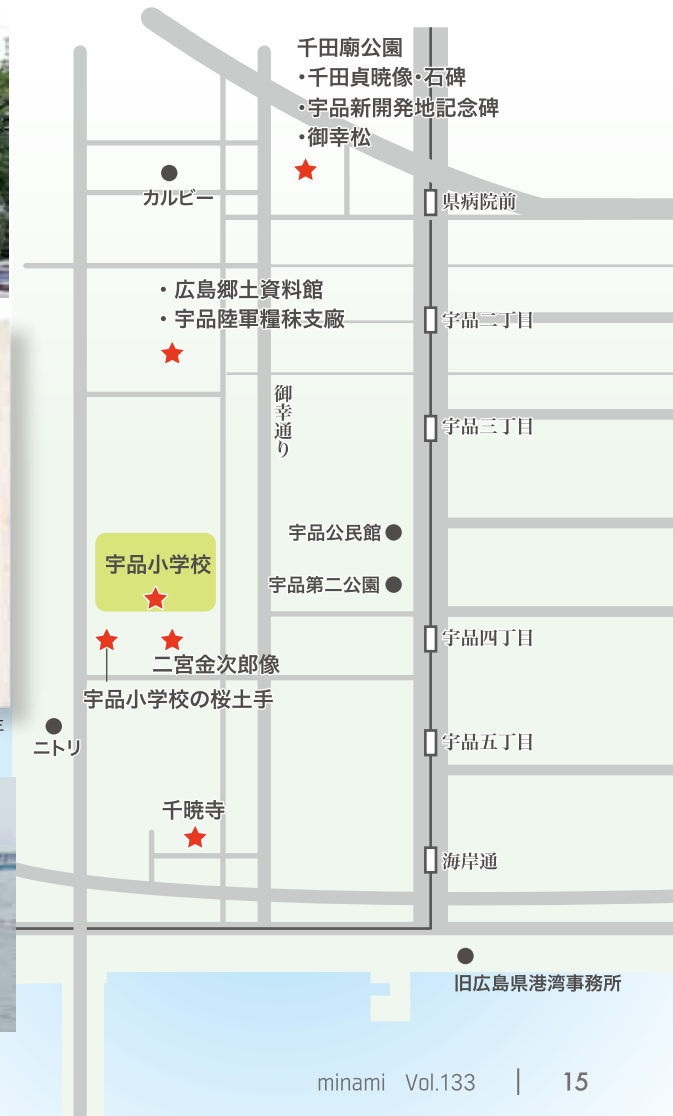 千田廟公園
・千田貞暁像・石碑
・宇品新開発地記念碑
・御幸松
カルビー
県病院前
・ 広島郷土資料館
・ 宇品陸軍糧秣支廠
宇品二丁目
御幸通り
宇品三丁目
宇品公民館
宇品小学校
宇品第二公園
宇品四丁目
二宮金次郎像
宇品小学校の桜土手
ニトリ
宇品五丁目
千暁寺
海岸通
旧広島県港湾事務所
minami Vol.133 | 15